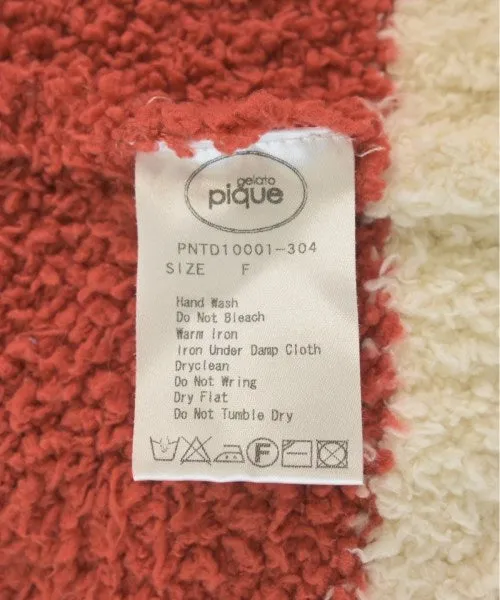 gelato
pique
PNTD10001-304
SIZE F
Hand Wash
Do Not Bleach
Warm Iron
Iron Under Damp Cloth
Dryclean
Do Not Wring
Dry Flat
Do Not Tumble Dry
F